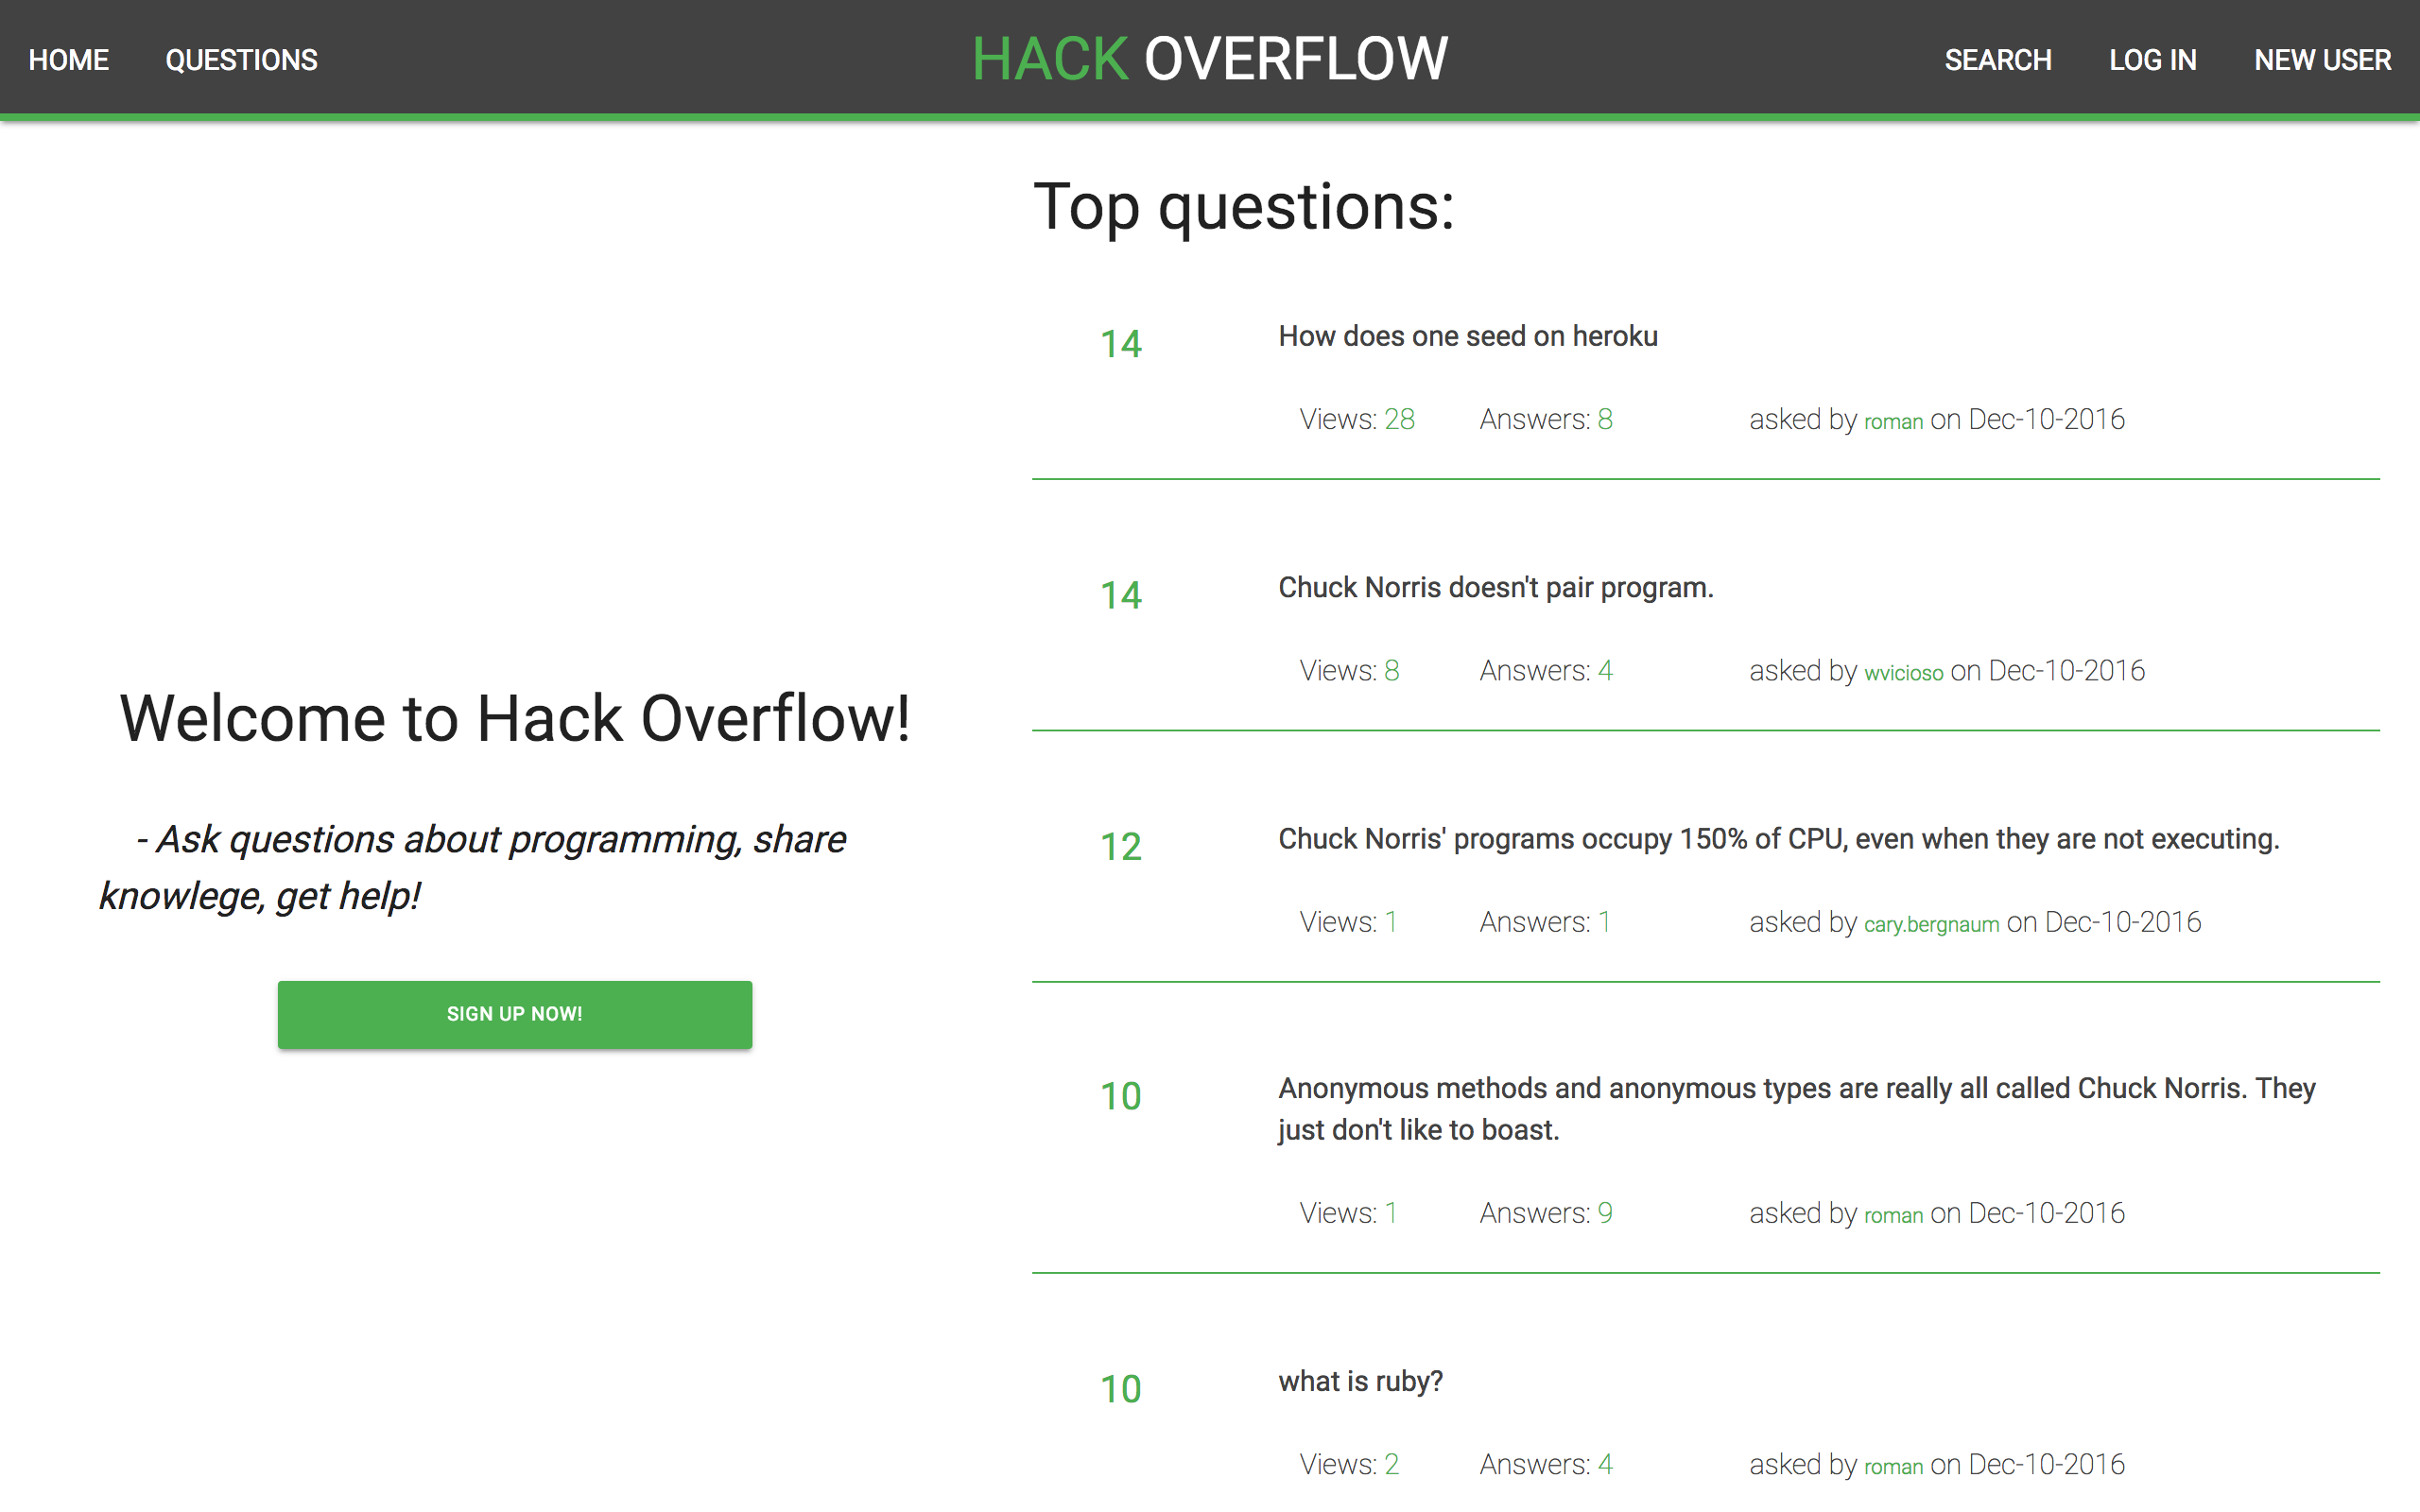 HOME QUESTIONS HACK OVERFLOW SEARCH LOG IN NEW USER
Welcome to Hack Overflow!
- Ask questions about programming, share
knowlege, get help!
SIGN UP NOW!
Top questions:
14 How does one seed on heroku
Views: 28 Answers: 8 asked by roman on Dec-10-2016
14 Chuck Norris doesn't pair program.
Views: 8 Answers: 4 asked by wvicioso on Dec-10-2016
12 Chuck Norris' programs occupy 150% of CPU, even when they are not executing.
Views: 1 Answers: 1 asked by cary.bergnaum on Dec-10-2016
10 Anonymous methods and anonymous types are really all called Chuck Norris. They
just don't like to boast.
Views: 1 Answers: 9 asked by roman on Dec-10-2016
10 what is ruby?
Views: 2 Answers: 4 asked by roman on Dec-10-2016